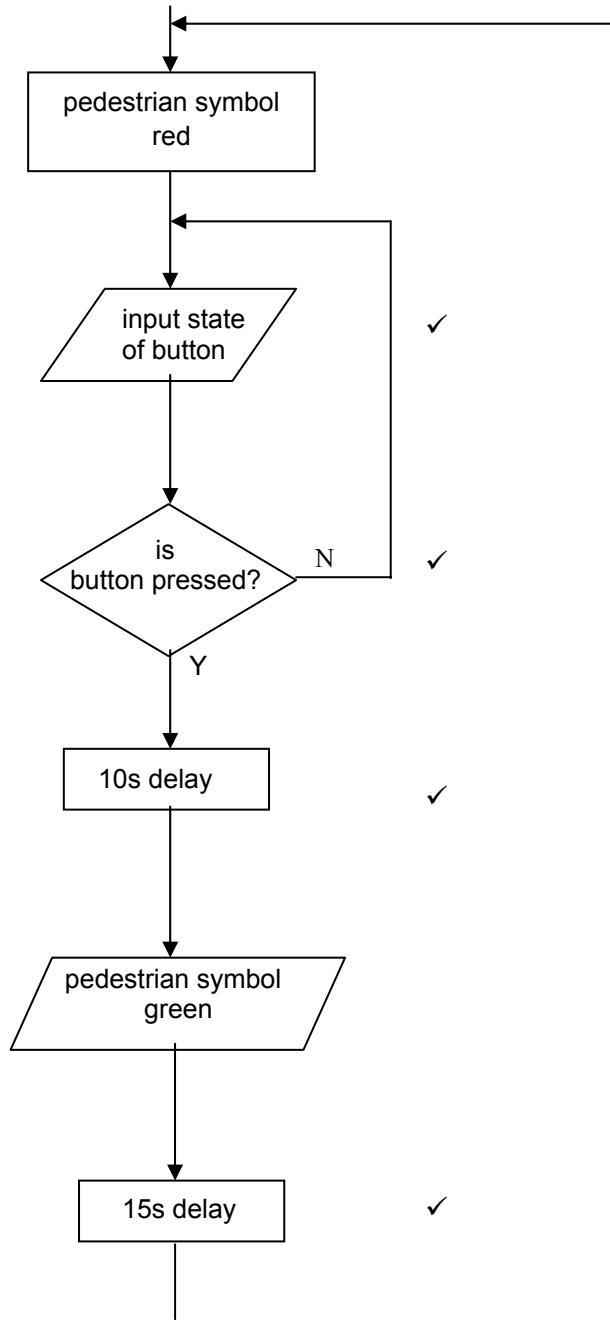 pedestrian symbol
red
input state
of button
✓
is
button pressed?
N
✓
Y
10s delay
✓
pedestrian symbol
green
15s delay
✓